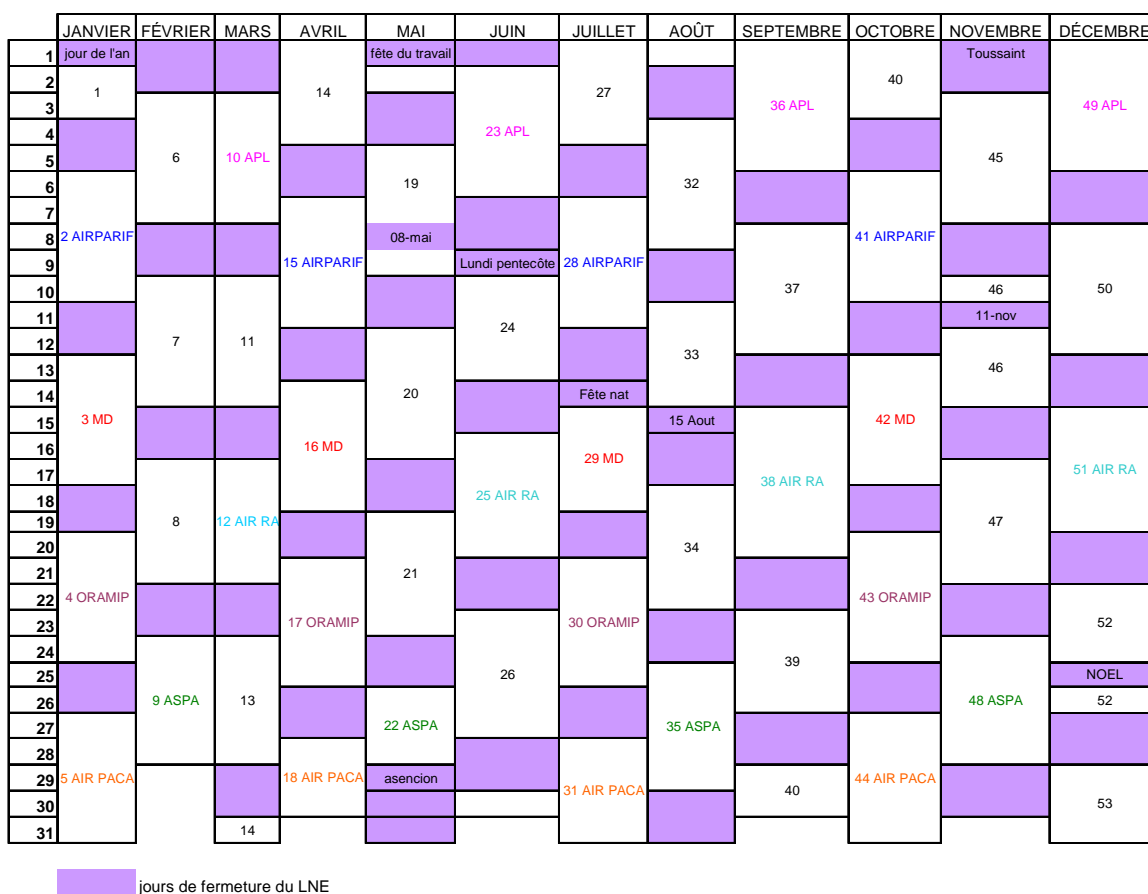 JANVIER FÉVRIER MARS AVRIL MAI JUIN JUILLET AOÛT SEPTEMBRE OCTOBRE NOVEMBRE DÉCEMBRE
1 jour de l'an fête du travail Toussaint
2 40
3 1 14 27 36 APL 49 APL
4 23 APL
5 6 10 APL 45
6 19 32
7
8 2 AIRPARIF 08-mai 41 AIRPARIF
9 15 AIRPARIF Lundi pentecôte 28 AIRPARIF
10 37 46 50
11 24 11-nov
12 7 11 33
13 46
14 20 Fête nat
15 3 MD 15 Aout 42 MD
16 16 MD
17 29 MD 51 AIR RA
18 25 AIR RA 38 AIR RA
19 8 12 AIR RA 47
20 34
21 21
22 4 ORAMIP 43 ORAMIP
23 17 ORAMIP 30 ORAMIP 52
24 39
25 26 NOEL
26 9 ASPA 13 48 ASPA 52
27 22 ASPA 35 ASPA
28
29 5 AIR PACA 18 AIR PACA asencion 44 AIR PACA
30 31 AIR PACA 40 53
31 14
jours de fermeture du LNE